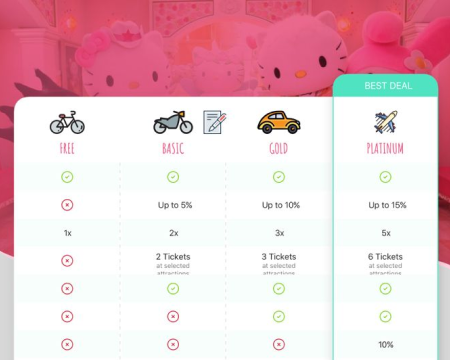 BEST DEAL
FREE
BASIC
GOLD
PLATINUM
Up to 5%
Up to 10%
Up to 15%
1x
2x
3x
5x
2 Tickets
3 Tickets
6 Tickets
at selected
at selected
at selected
attractions
attractions
attractions
10%